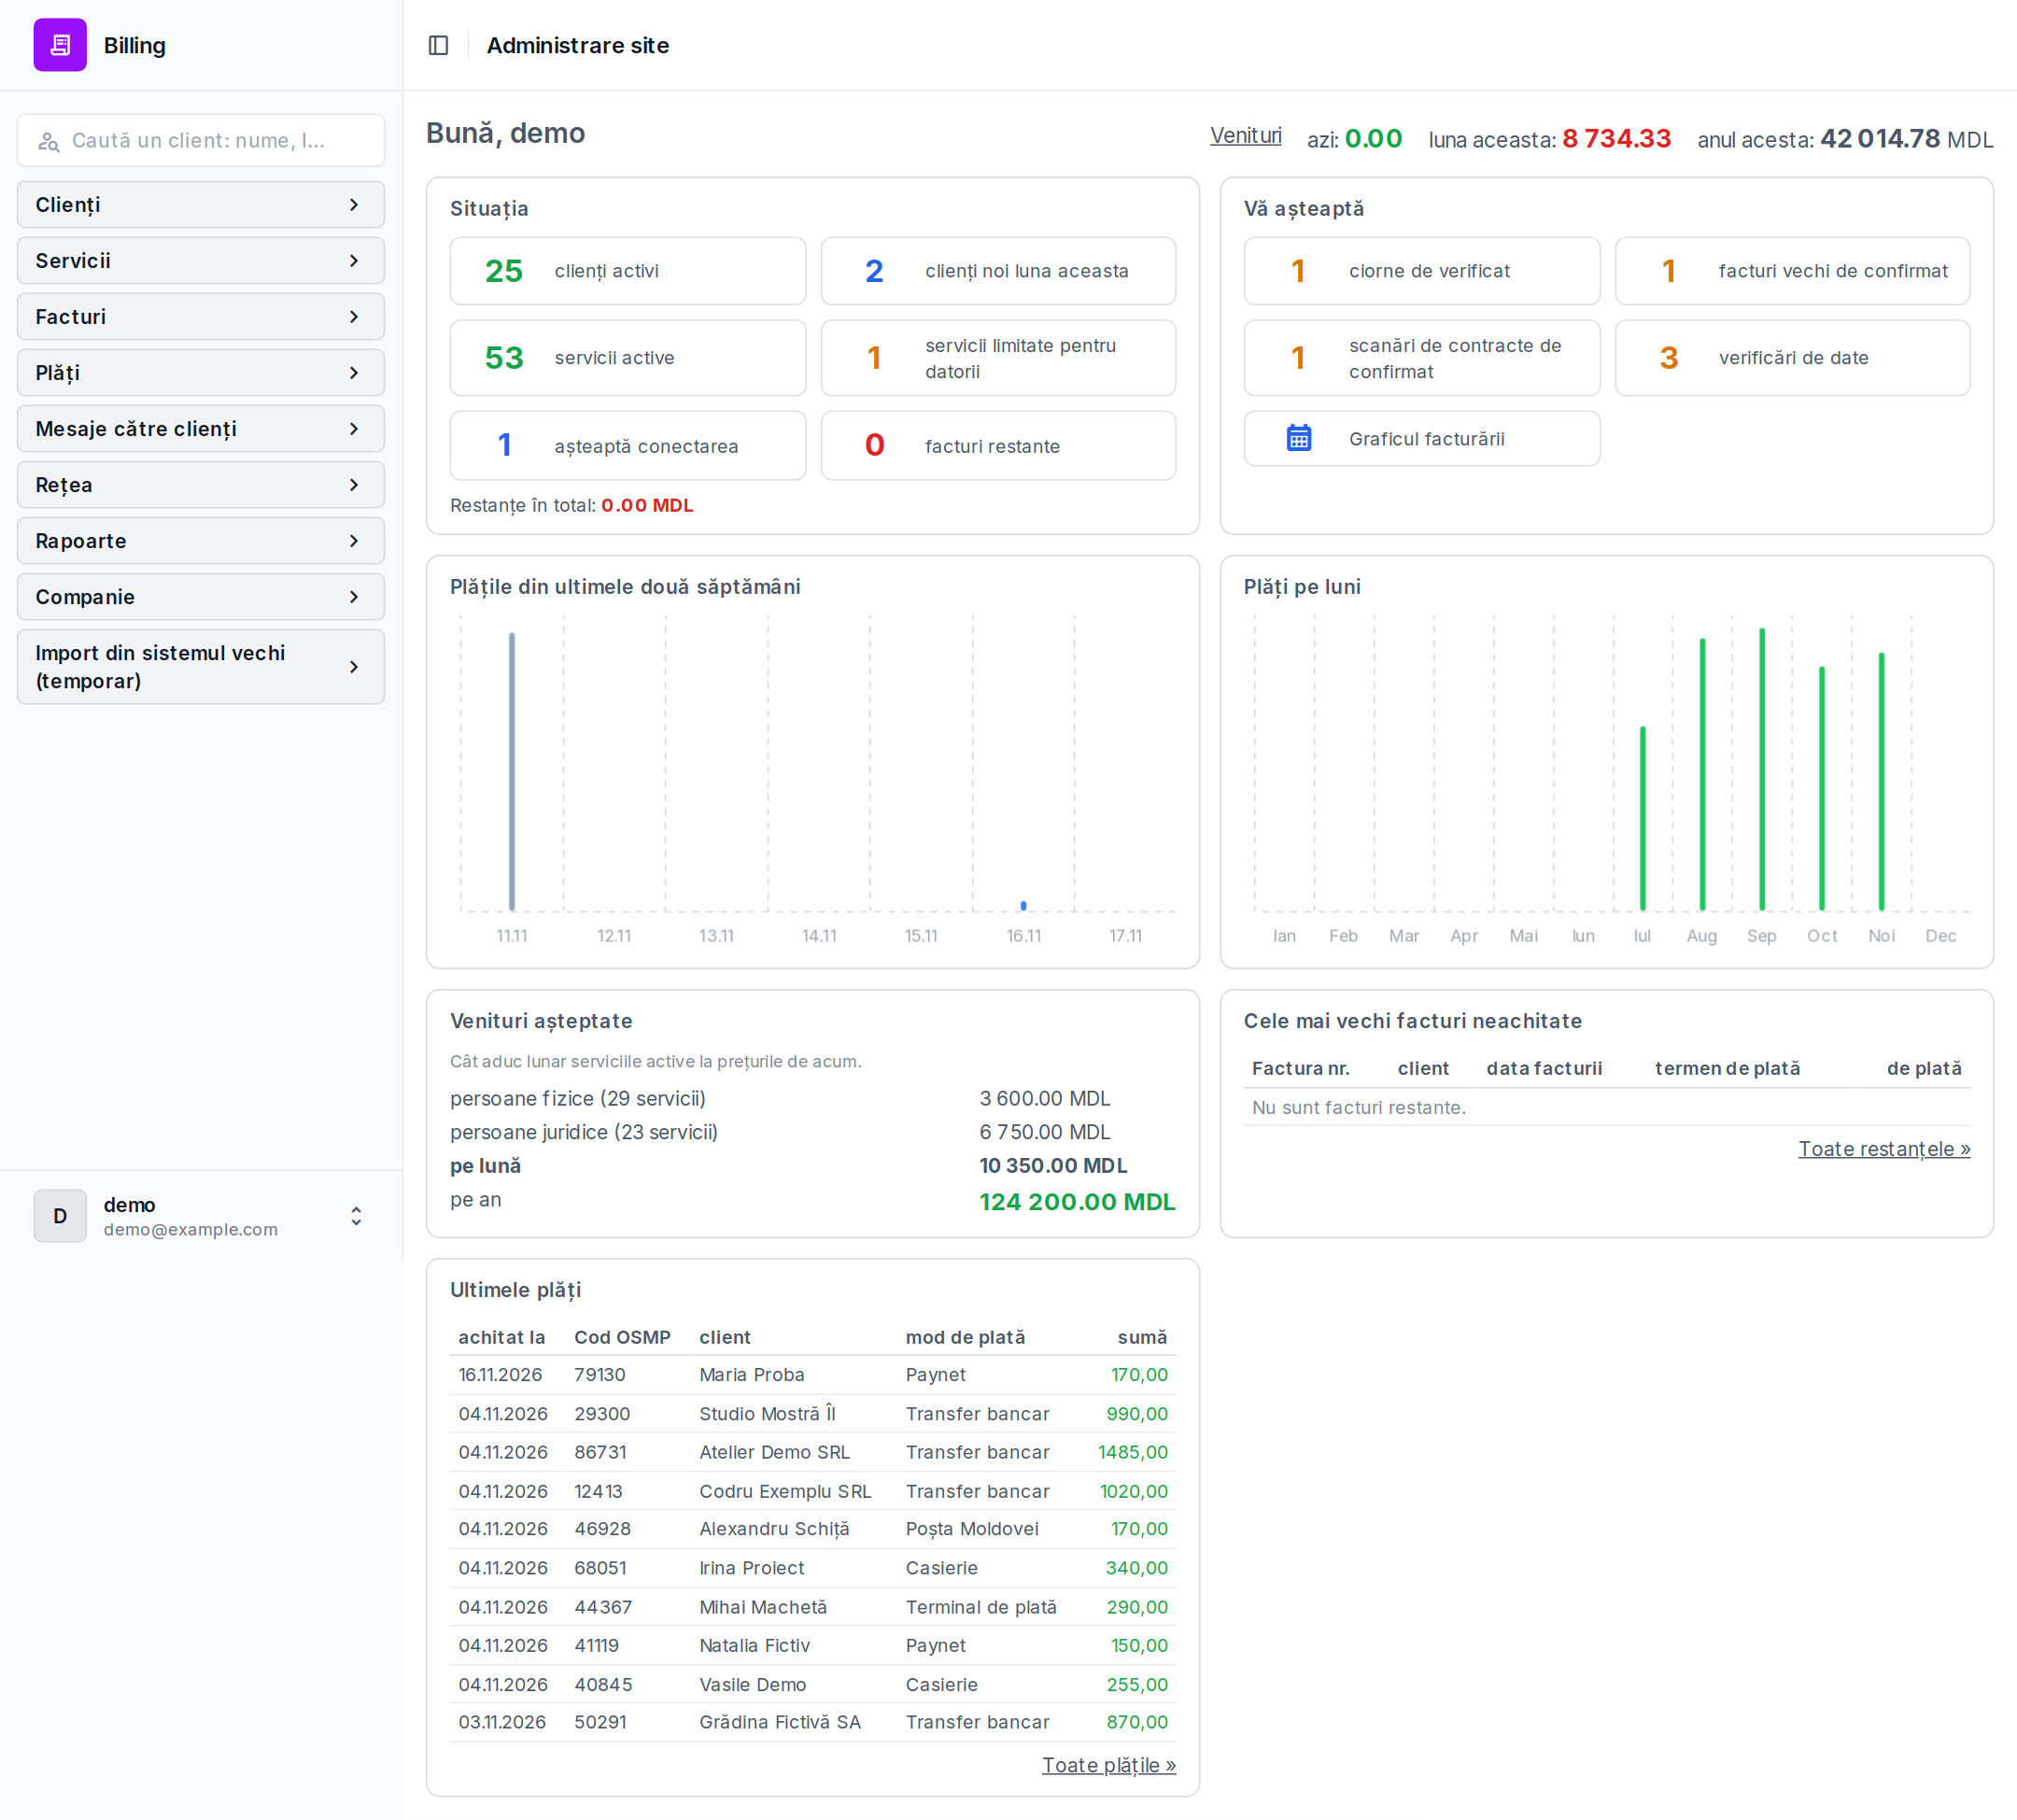 Billing
Administrare site
Caută un client: nume, l...
Clienți
Servicii
Facturi
Plăți
Mesaje către clienți
Rețea
Rapoarte
Companie
Import din sistemul vechi
(temporar)
D
demo
demo@example.com
Bună, demo
Venituri azi: 0.00 luna aceasta: 8 734.33 anul acesta: 42 014.78 MDL
Situația
25 clienți activi
2 clienți noi luna aceasta
53 servicii active
1 servicii limitate pentru
datorii
1 așteaptă conectarea
0 facturi restante
Restanțe în total: 0.00 MDL
Vă așteaptă
1 ciorne de verificat
1 facturi vechi de confirmat
1 scanări de contracte de
confirmat
3 verificări de date
Graficul facturării
Plățile din ultimele două săptămâni
11.11 12.11 13.11 14.11 15.11 16.11 17.11
Plăți pe luni
Ian Feb Mar Apr Mai Iun Iul Aug Sep Oct Noi Dec
Venituri așteptate
Cât aduc lunar serviciile active la prețurile de acum.
persoane fizice (29 servicii) 3 600.00 MDL
persoane juridice (23 servicii) 6 750.00 MDL
pe lună 10 350.00 MDL
pe an 124 200.00 MDL
Cele mai vechi facturi neachitate
Factura nr. client data facturii termen de plată de plată
Nu sunt facturi restante.
Toate restanțele »
Ultimele plăți
achitat la Cod OSMP client mod de plată sumă
16.11.2026 79130 Maria Proba Paynet 170,00
04.11.2026 29300 Studio Mostră ÎI Transfer bancar 990,00
04.11.2026 86731 Atelier Demo SRL Transfer bancar 1485,00
04.11.2026 12413 Codru Exemplu SRL Transfer bancar 1020,00
04.11.2026 46928 Alexandru Schiță Poșta Moldovei 170,00
04.11.2026 68051 Irina Proiect Casierie 340,00
04.11.2026 44367 Mihai Machetă Terminal de plată 290,00
04.11.2026 41119 Natalia Fictiv Paynet 150,00
04.11.2026 40845 Vasile Demo Casierie 255,00
03.11.2026 50291 Grădina Fictivă SA Transfer bancar 870,00
Toate plățile »